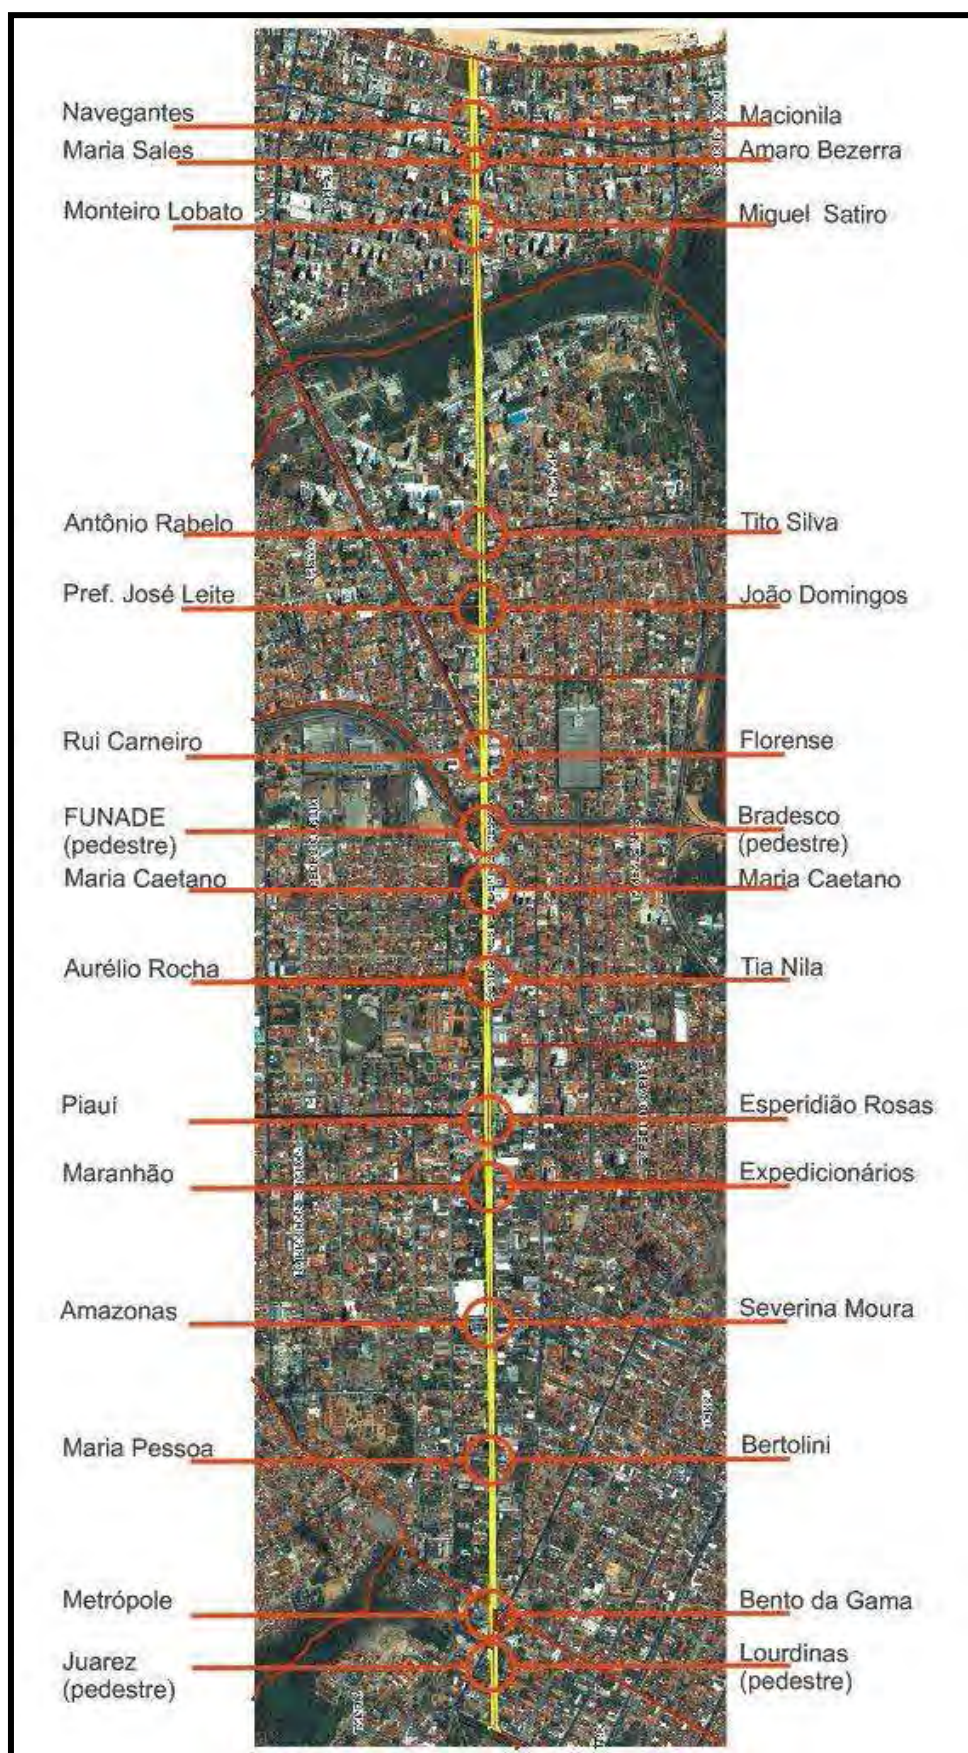 Navegantes
Macionila
Maria Sales
Amaro Bezerra
Monteiro Lobato
Miguel Satiro
Antônio Rabelo
Tito Silva
Pref. José Leite
João Domingos
Rui Carneiro
Florense
FUNADE
(pedestre)
Bradesco
(pedestre)
Maria Caetano
Maria Caetano
Aurélio Rocha
Tia Nila
Piauí
Esperidião Rosas
Maranhão
Expedicionários
Amazonas
Severina Moura
Maria Pessoa
Bertolini
Metrópole
Bento da Gama
Juarez
(pedestre)
Lourdinas
(pedestre)